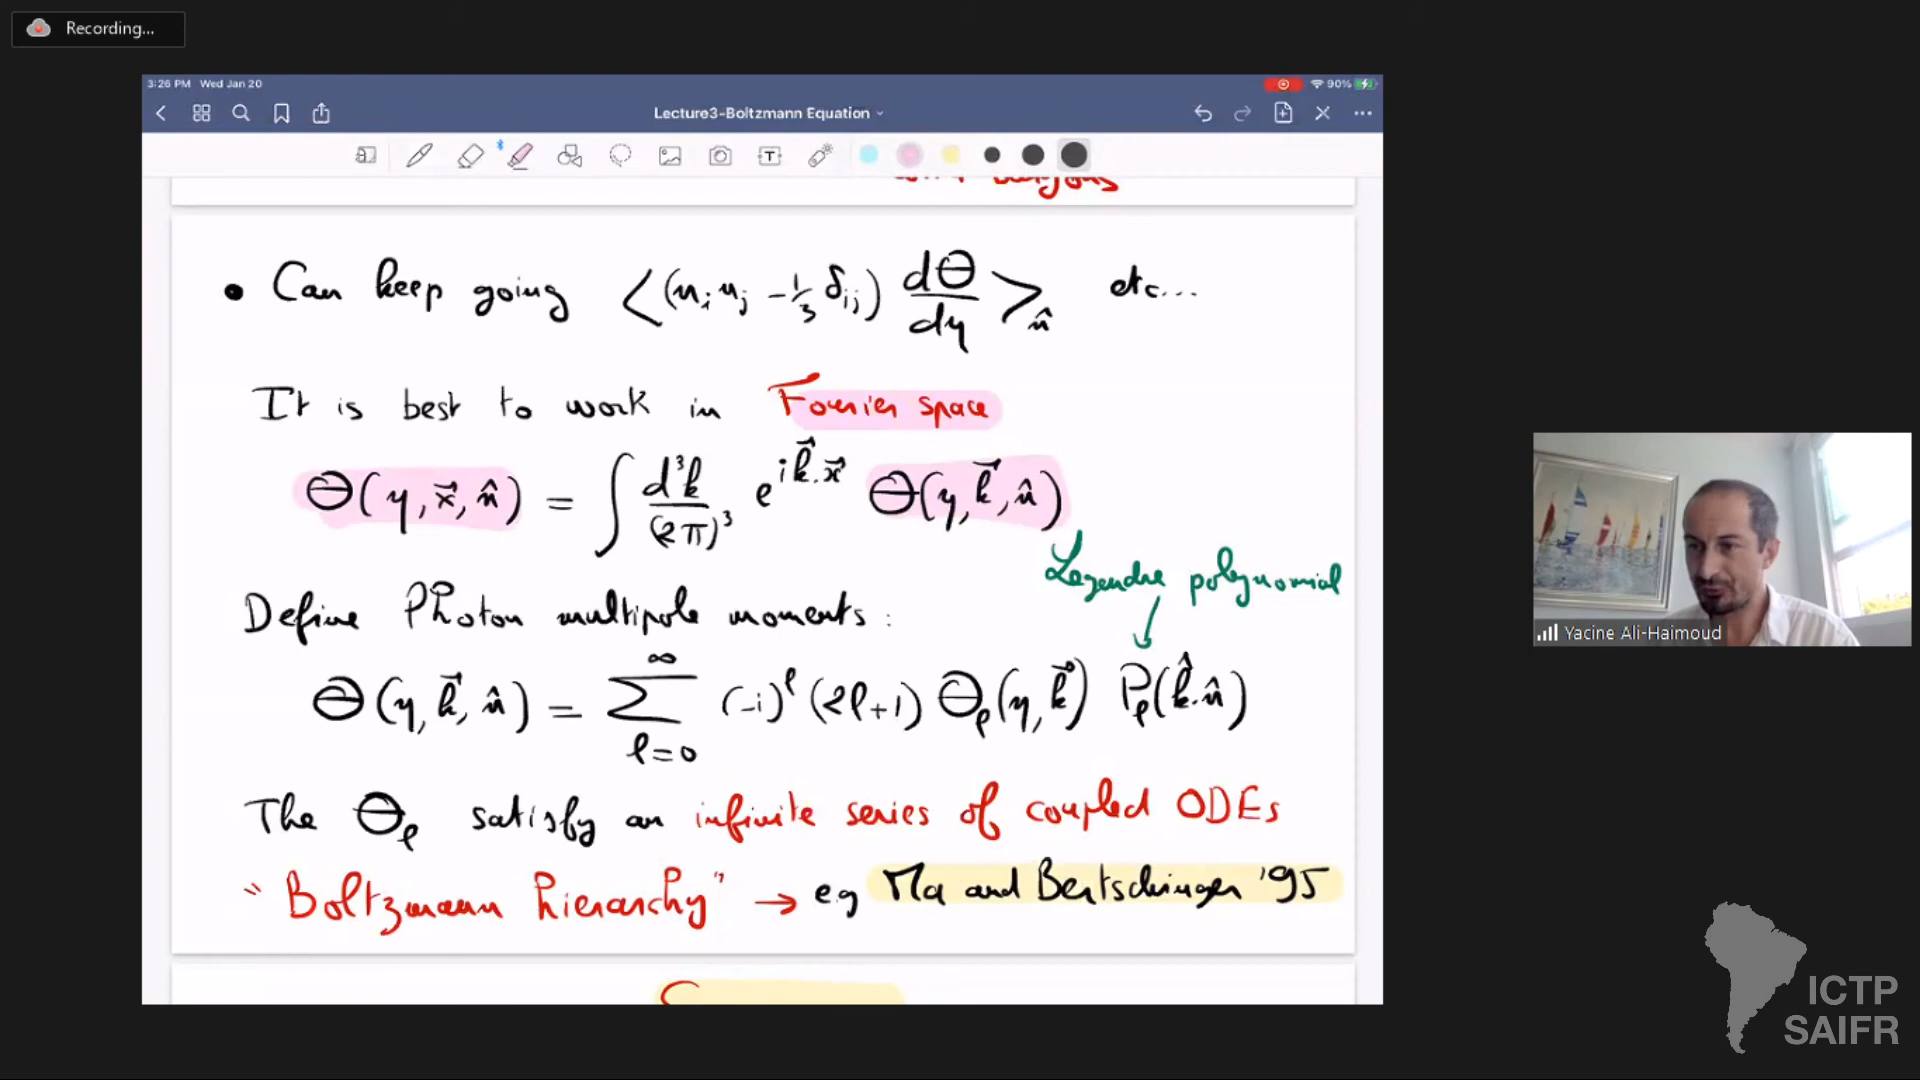 Recording...
3:26 PM Wed Jan 20
90%
Lecture3-Boltzmann Equation
• Can keep going <(n_i n_j - 1/3 δ_ij) dΘ/dη>_n̂ etc...
It is best to work in Fourier space
Θ(η, x⃗, n̂) = ∫ d³k/(2π)³ e^{ik⃗.x⃗} Θ(η, k⃗, n̂)
Legendre polynomial
Define Photon multipole moments:
Θ(η, k⃗, n̂) = Σ_{ℓ=0}^{∞} (-i)^ℓ (2ℓ+1) Θ_ℓ(η, k⃗) P_ℓ(k̂.n̂)
The Θ_ℓ satisfy an infinite series of coupled ODEs
"Boltzmann hierarchy" → e.g Ma and Bertschinger '95
Yacine Ali-Haimoud
ICTP
SAIFR